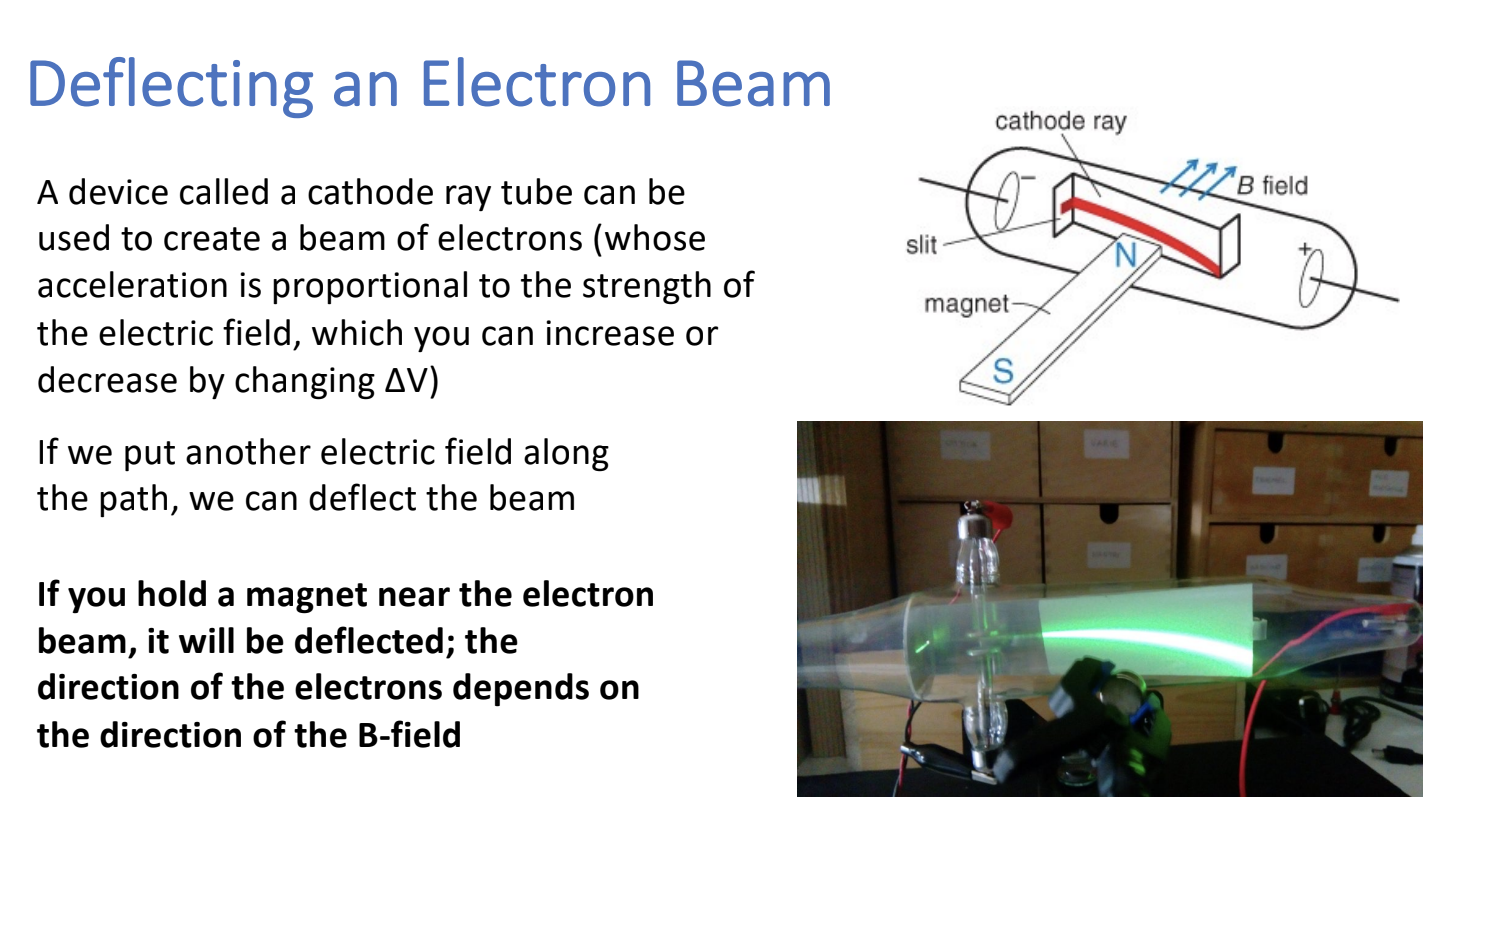 Deflecting an Electron Beam
A device called a cathode ray tube can be
used to create a beam of electrons (whose
acceleration is proportional to the strength of
the electric field, which you can increase or
decrease by changing ΔV)
If we put another electric field along
the path, we can deflect the beam
If you hold a magnet near the electron
beam, it will be deflected; the
direction of the electrons depends on
the direction of the B-field
cathode ray
−
B field
slit
N
+
magnet
S